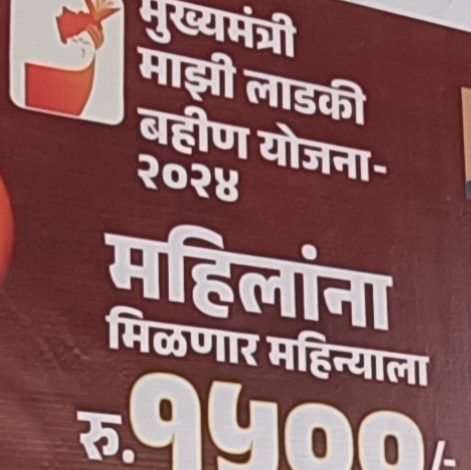 मुख्यमंत्री
माझी लाडकी
बहीण योजना-
२०२४
महिलांना
मिळणार महिन्याला
रु.१५००/-